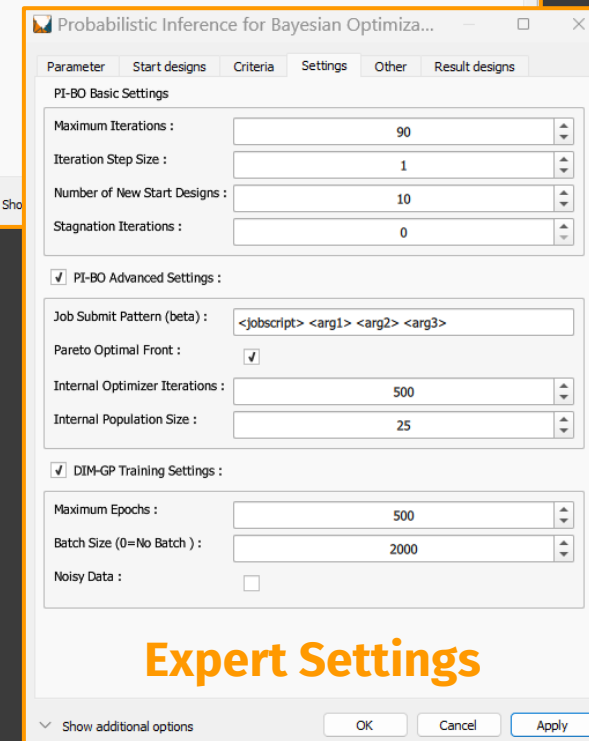 Probabilistic Inference for Bayesian Optimiza...
Parameter Start designs Criteria Settings Other Result designs
PI-BO Basic Settings
Maximum Iterations : 90
Iteration Step Size : 1
Number of New Start Designs : 10
Sho
Stagnation Iterations : 0
PI-BO Advanced Settings :
Job Submit Pattern (beta) : <jobscript> <arg1> <arg2> <arg3>
Pareto Optimal Front :
Internal Optimizer Iterations : 500
Internal Population Size : 25
DIM-GP Training Settings :
Maximum Epochs : 500
Batch Size (0=No Batch ) : 2000
Noisy Data :
Expert Settings
Show additional options OK Cancel Apply